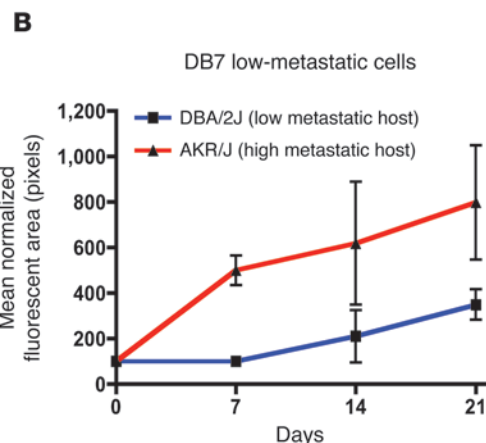 B
DB7 low-metastatic cells
Mean normalized
fluorescent area (pixels)
1,200
1,000
800
600
400
200
0
DBA/2J (low metastatic host)
AKR/J (high metastatic host)
0 7 14 21
Days